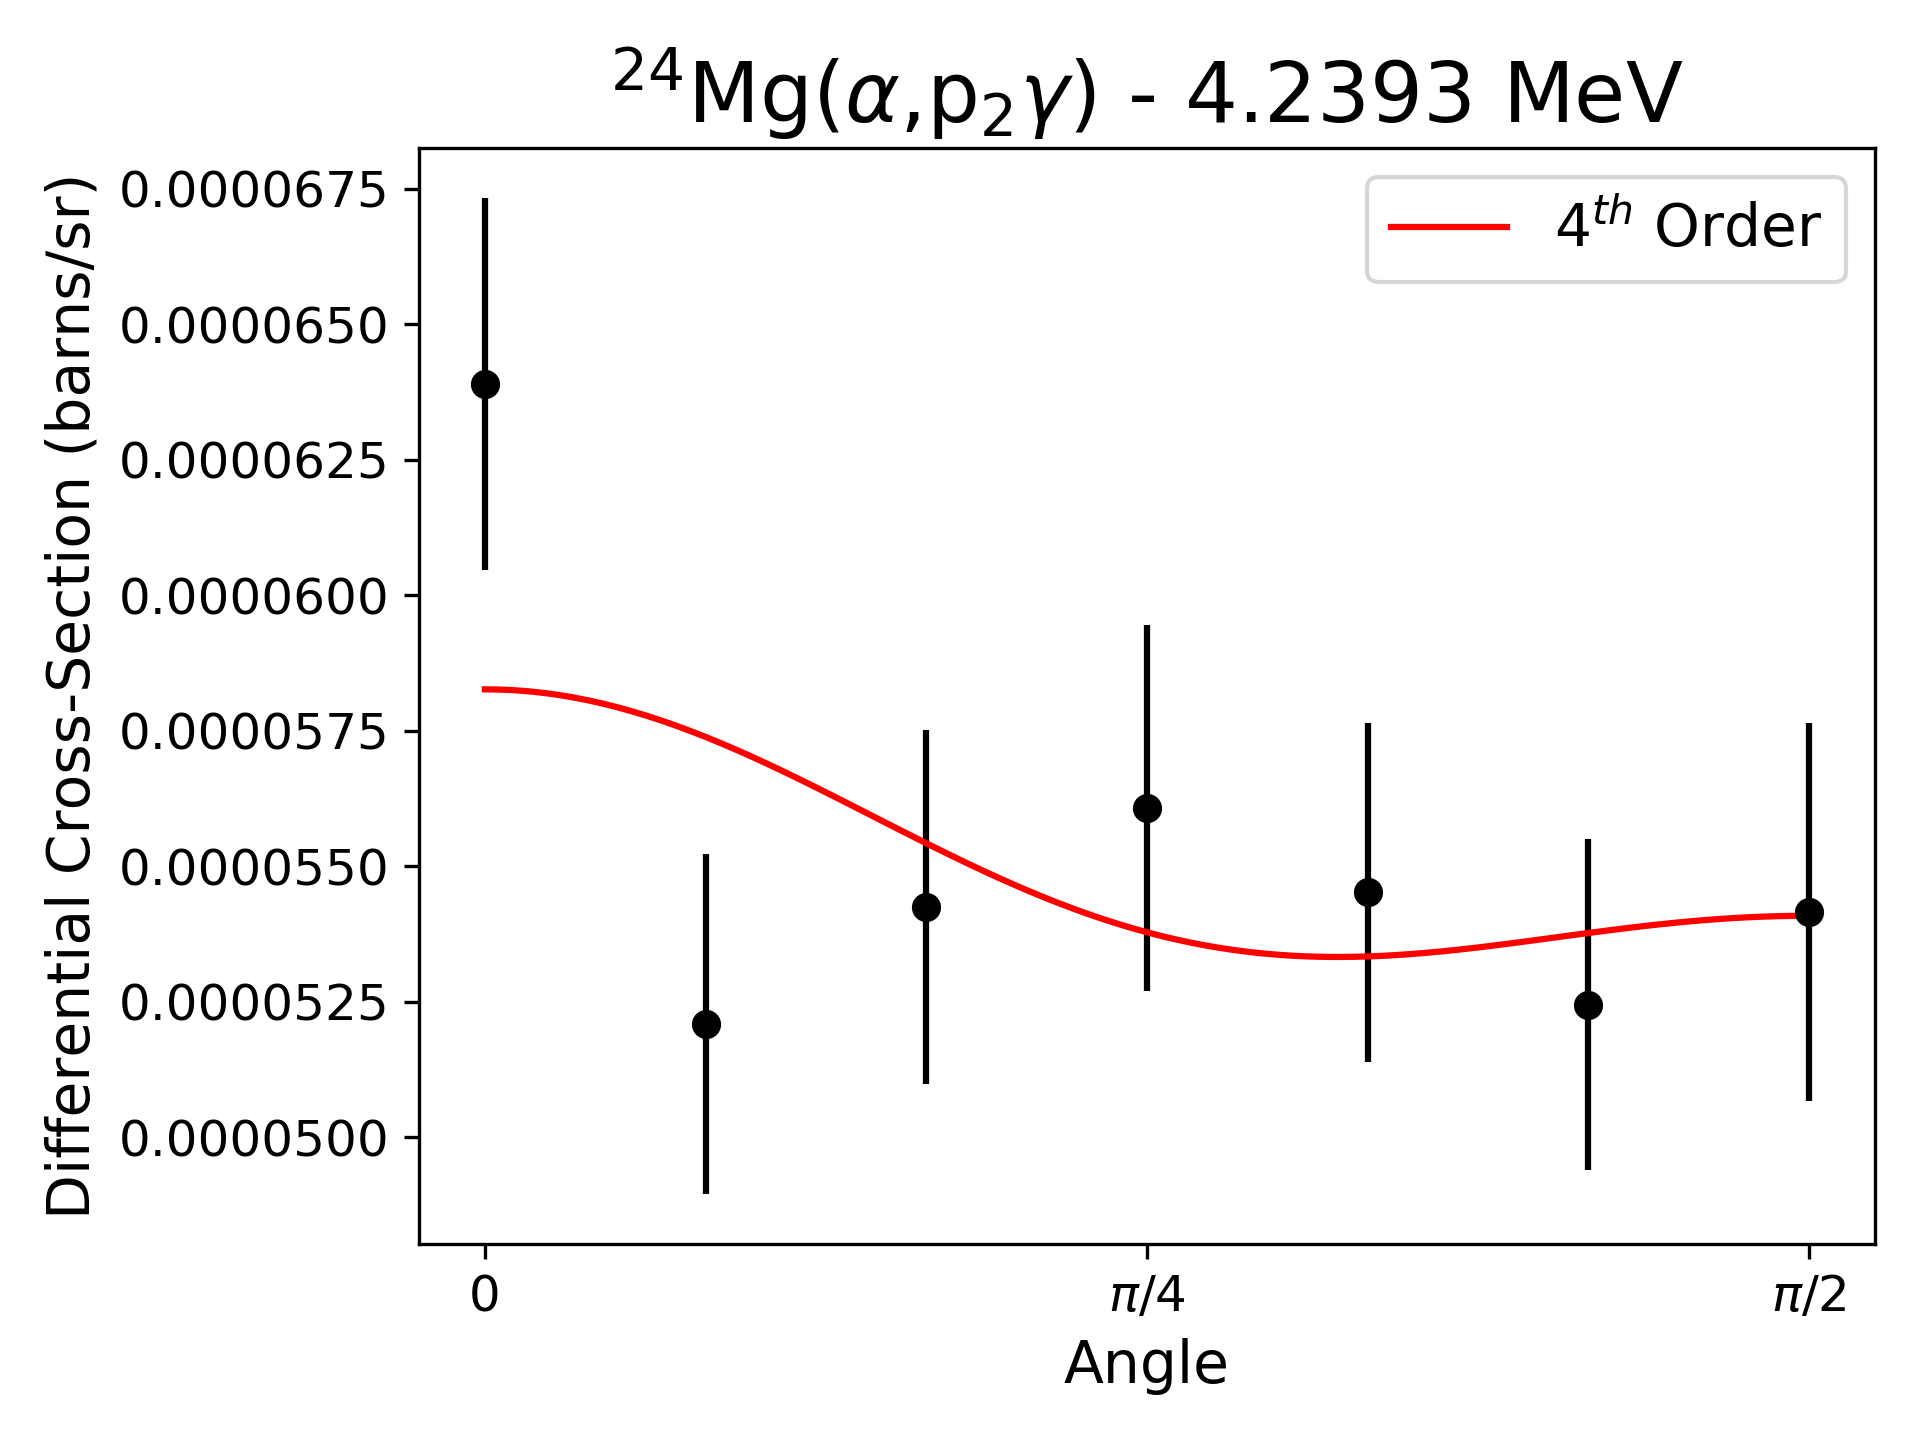 ²⁴Mg(α,p₂γ) - 4.2393 MeV
Differential Cross-Section (barns/sr)
0.0000675
0.0000650
0.0000625
0.0000600
0.0000575
0.0000550
0.0000525
0.0000500
4ᵗʰ Order
0 π/4 π/2
Angle